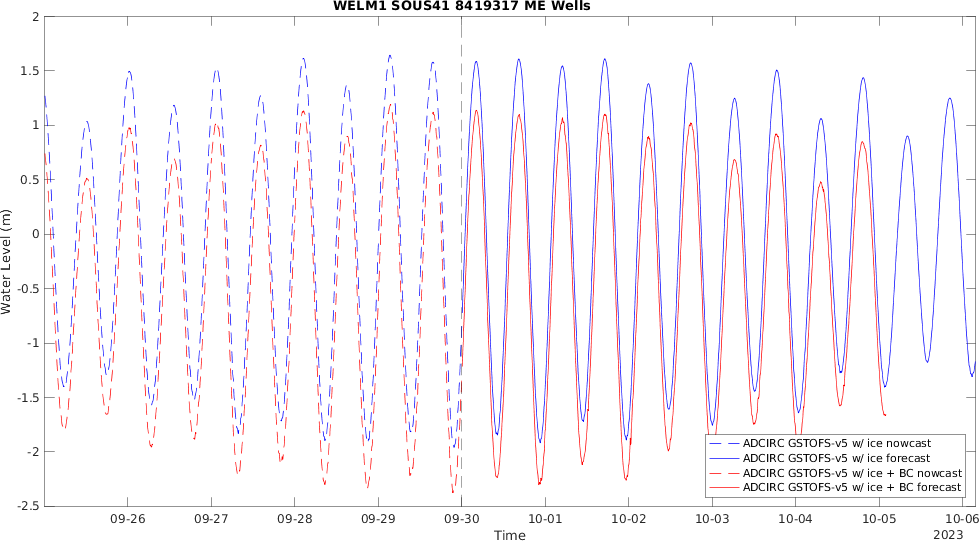 WELM1 SOUS41 8419317 ME Wells
2
1.5
1
0.5
0
-0.5
-1
-1.5
-2
-2.5
Water Level (m)
ADCIRC GSTOFS-v5 w/ ice nowcast
ADCIRC GSTOFS-v5 w/ ice forecast
ADCIRC GSTOFS-v5 w/ ice + BC nowcast
ADCIRC GSTOFS-v5 w/ ice + BC forecast
09-26 09-27 09-28 09-29 09-30 10-01 10-02 10-03 10-04 10-05 10-06
Time
2023